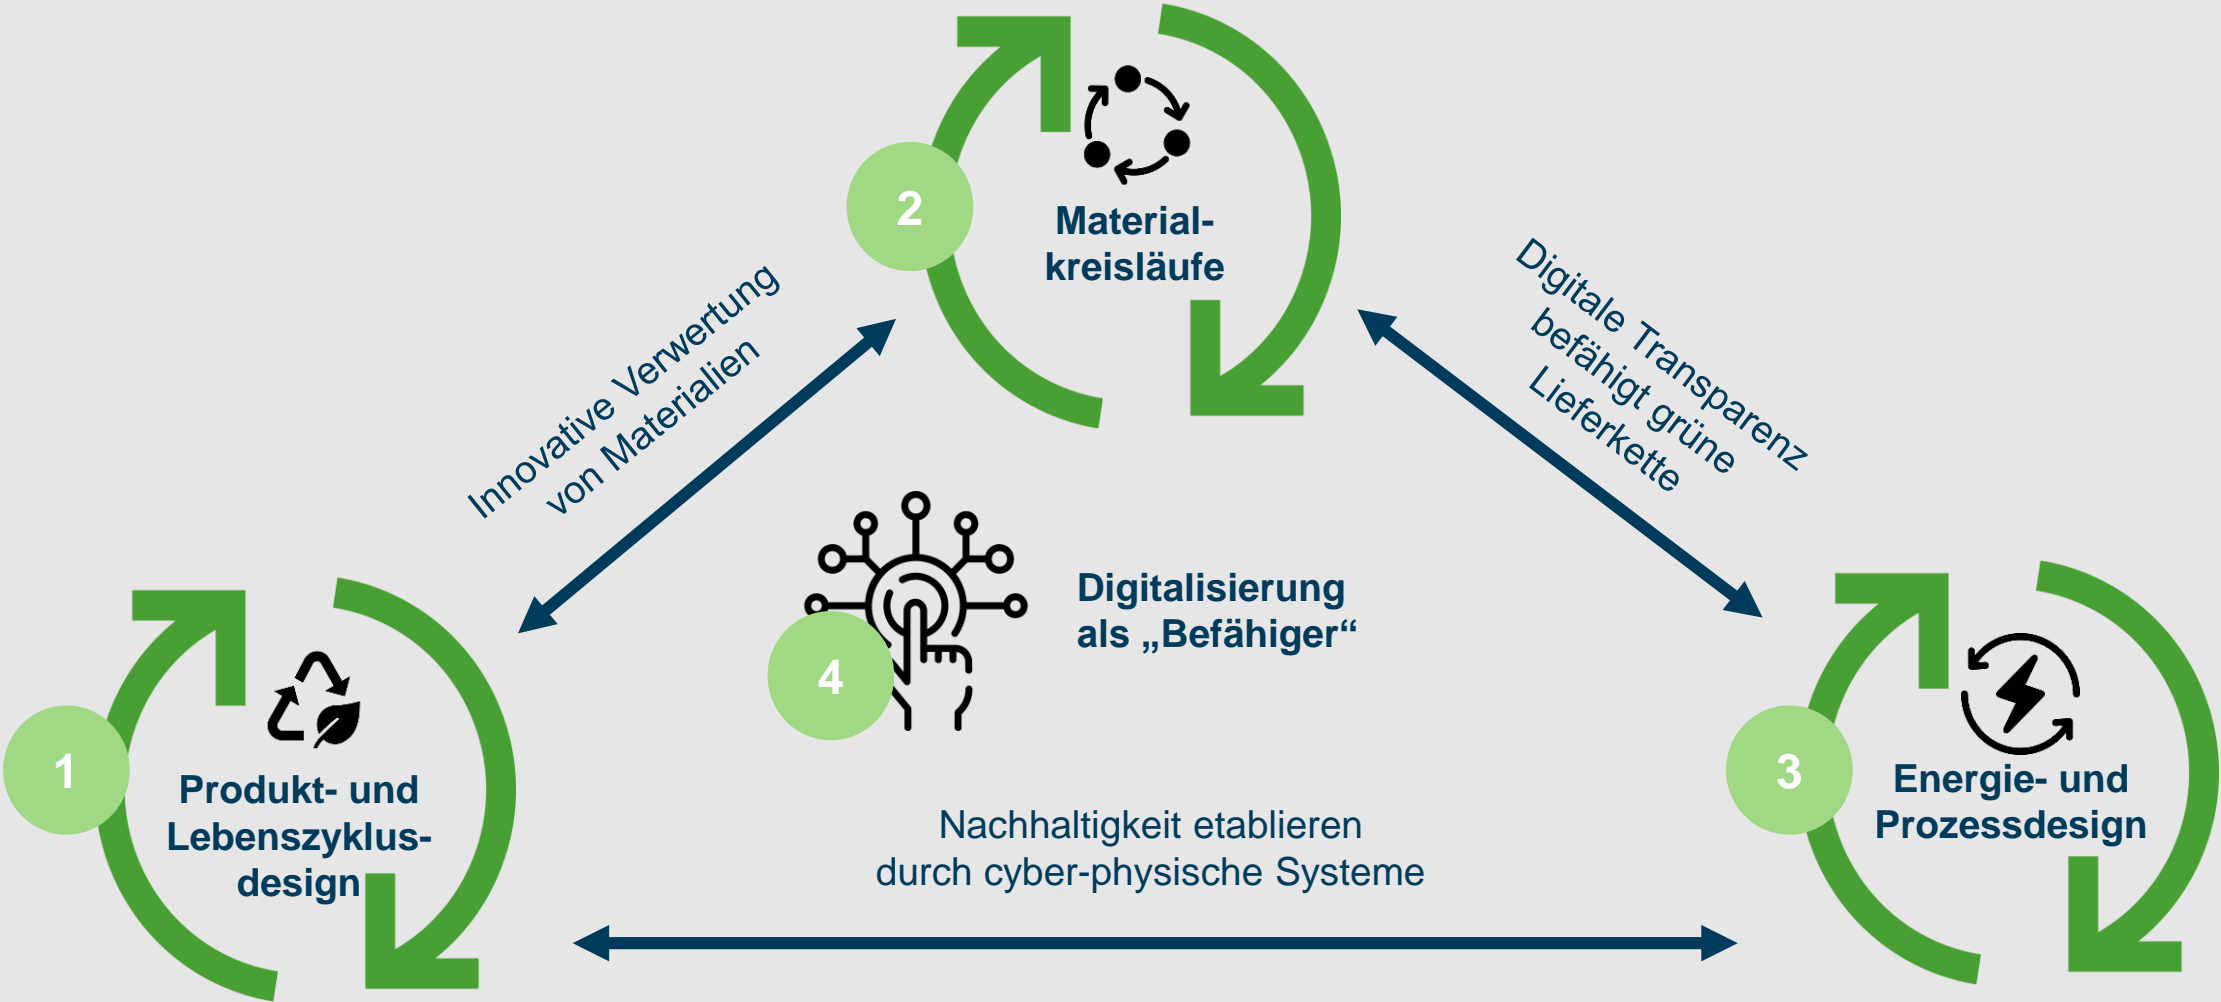 2
Material-
kreisläufe
Innovative Verwertung
von Materialien
Digitale Transparenz
befähigt grüne
Lieferkette
4
Digitalisierung
als „Befähiger“
1
Produkt- und
Lebenszyklus-
design
3
Energie- und
Prozessdesign
Nachhaltigkeit etablieren
durch cyber-physische Systeme